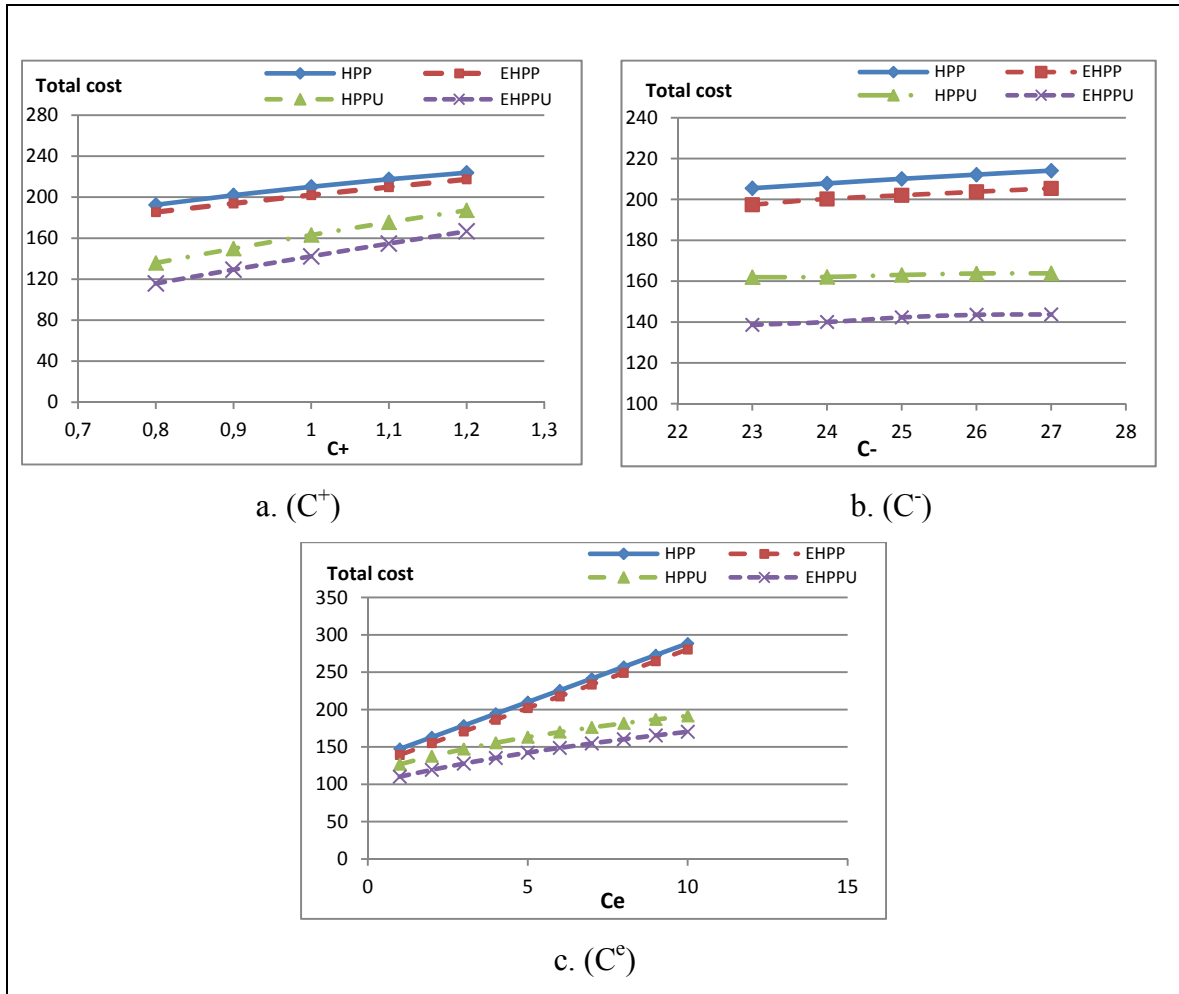 Total cost
HPP EHPP
HPPU EHPPU
280
240
200
160
120
80
40
0
0,7 0,8 0,9 1 1,1 1,2 1,3
C+
a. (C⁺)
Total cost
HPP EHPP
HPPU EHPPU
240
220
200
180
160
140
120
100
22 23 24 25 26 27 28
C-
b. (C⁻)
Total cost
HPP EHPP
HPPU EHPPU
350
300
250
200
150
100
50
0
0 5 10 15
Ce
c. (Cᵉ)